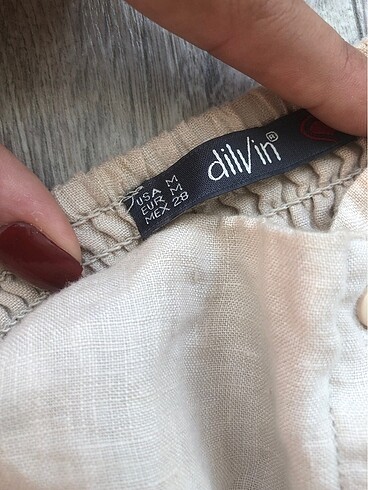 dilvin®
USA M
EUR M
MEX 28